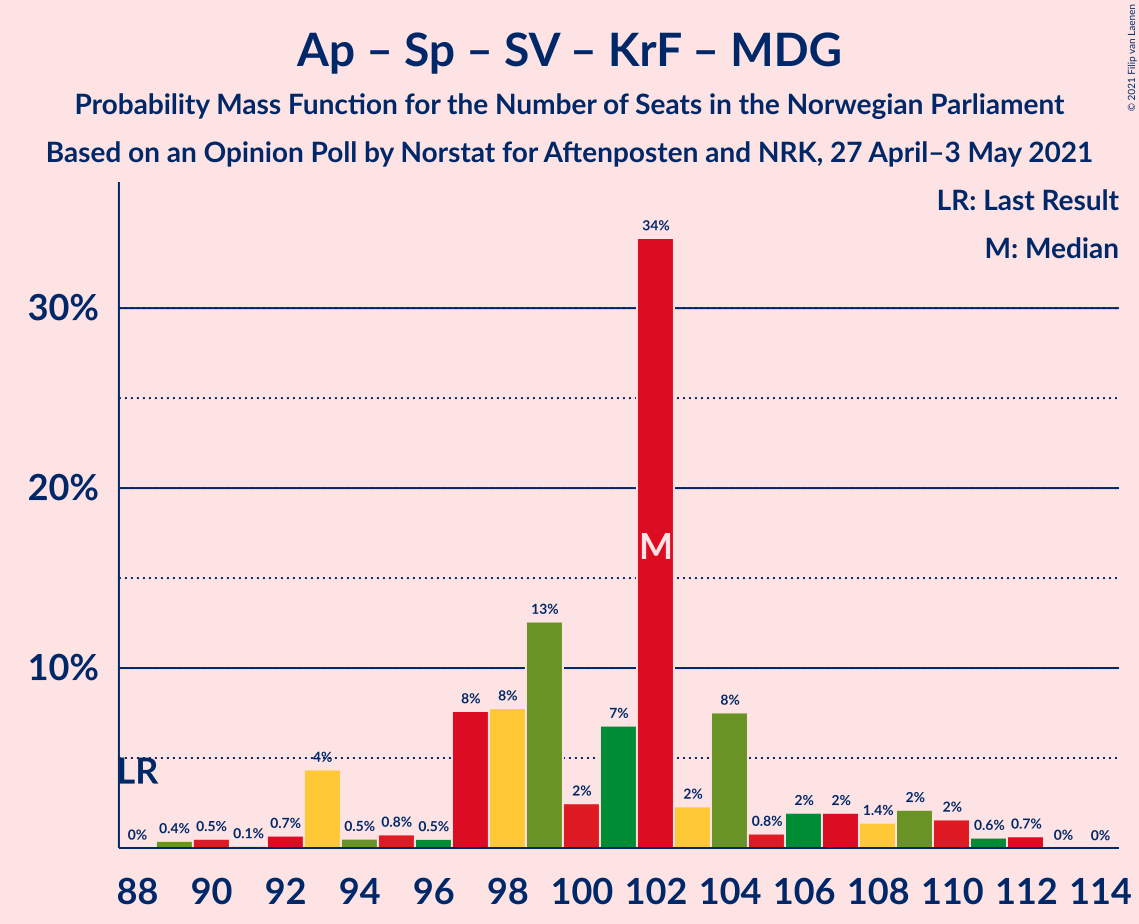 Ap – Sp – SV – KrF – MDG
Probability Mass Function for the Number of Seats in the Norwegian Parliament
Based on an Opinion Poll by Norstat for Aftenposten and NRK, 27 April–3 May 2021
© 2021 Filip van Laenen
LR: Last Result
M: Median
30%
20%
10%
LR
M
0% 0.4% 0.5% 0.1% 0.7% 4% 0.5% 0.8% 0.5% 8% 8% 13% 2% 7% 34% 2% 8% 0.8% 2% 2% 1.4% 2% 2% 0.6% 0.7% 0% 0%
88 90 92 94 96 98 100 102 104 106 108 110 112 114